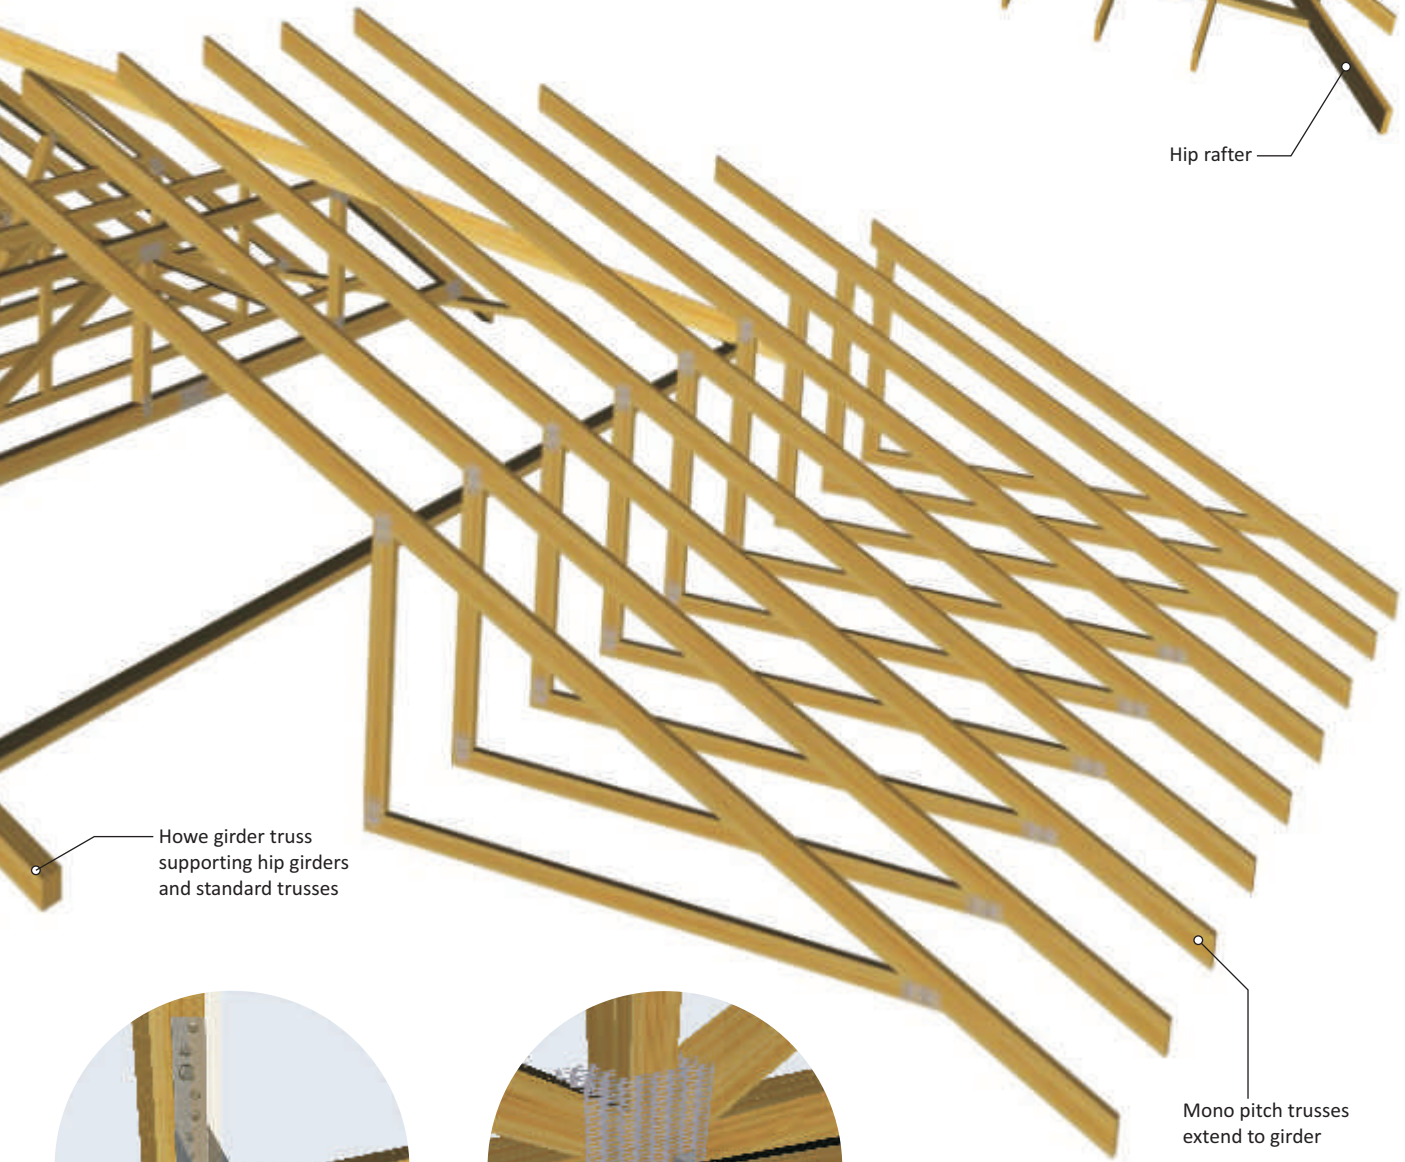 Hip rafter
Howe girder truss
supporting hip girders
and standard trusses
Mono pitch trusses
extend to girder